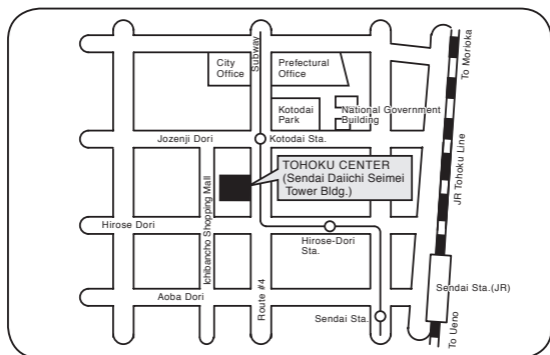 Subway
City
Office
Prefectural
Office
To Morioka
Kotodai
Park
National Government
Building
Jozenji Dori
Kotodai Sta.
JR Tohoku Line
TOHOKU CENTER
(Sendai Daiichi Seimei
Tower Bldg.)
Ichibancho Shopping Mall
Hirose Dori
Hirose-Dori
Sta.
Route #4
Aoba Dori
Sendai Sta.(JR)
Sendai Sta.
To Ueno